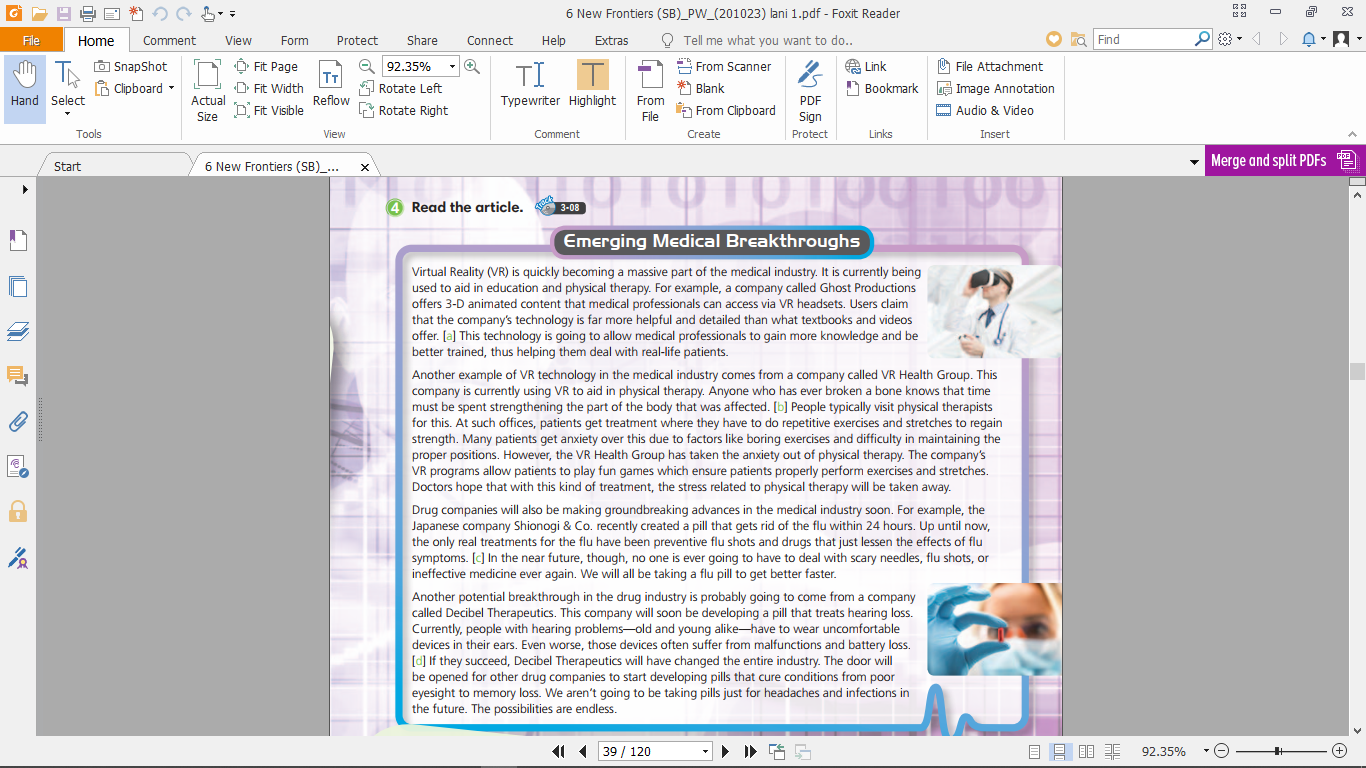 6 New Frontiers (SB)_PW_(201023) lani 1.pdf - Foxit Reader
File
Home
Comment
View
Form
Protect
Share
Connect
Help
Extras
Tell me what you want to do..
Find
Hand
Select
SnapShot
Clipboard
Actual
Size
Fit Page
Fit Width
Fit Visible
Reflow
92.35%
Rotate Left
Rotate Right
Typewriter
Highlight
From
File
From Scanner
Blank
From Clipboard
PDF
Sign
Link
Bookmark
File Attachment
Image Annotation
Audio & Video
Tools
View
Comment
Create
Protect
Links
Insert
Start
6 New Frontiers (SB)_...
Merge and split PDFs
4 Read the article.
Track
3-08
Emerging Medical Breakthroughs
Virtual Reality (VR) is quickly becoming a massive part of the medical industry. It is currently being
used to aid in education and physical therapy. For example, a company called Ghost Productions
offers 3-D animated content that medical professionals can access via VR headsets. Users claim
that the company's technology is far more helpful and detailed than what textbooks and videos
offer. [a] This technology is going to allow medical professionals to gain more knowledge and be
better trained, thus helping them deal with real-life patients.
Another example of VR technology in the medical industry comes from a company called VR Health Group. This
company is currently using VR to aid in physical therapy. Anyone who has ever broken a bone knows that time
must be spent strengthening the part of the body that was affected. [b] People typically visit physical therapists
for this. At such offices, patients get treatment where they have to do repetitive exercises and stretches to regain
strength. Many patients get anxiety over this due to factors like boring exercises and difficulty in maintaining the
proper positions. However, the VR Health Group has taken the anxiety out of physical therapy. The company's
VR programs allow patients to play fun games which ensure patients properly perform exercises and stretches.
Doctors hope that with this kind of treatment, the stress related to physical therapy will be taken away.
Drug companies will also be making groundbreaking advances in the medical industry soon. For example, the
Japanese company Shionogi & Co. recently created a pill that gets rid of the flu within 24 hours. Up until now,
the only real treatments for the flu have been preventive flu shots and drugs that just lessen the effects of flu
symptoms. [c] In the near future, though, no one is ever going to have to deal with scary needles, flu shots, or
ineffective medicine ever again. We will all be taking a flu pill to get better faster.
Another potential breakthrough in the drug industry is probably going to come from a company
called Decibel Therapeutics. This company will soon be developing a pill that treats hearing loss.
Currently, people with hearing problems—old and young alike—have to wear uncomfortable
devices in their ears. Even worse, those devices often suffer from malfunctions and battery loss.
[d] If they succeed, Decibel Therapeutics will have changed the entire industry. The door will
be opened for other drug companies to start developing pills that cure conditions from poor
eyesight to memory loss. We aren't going to be taking pills just for headaches and infections in
the future. The possibilities are endless.
39 / 120
92.35%